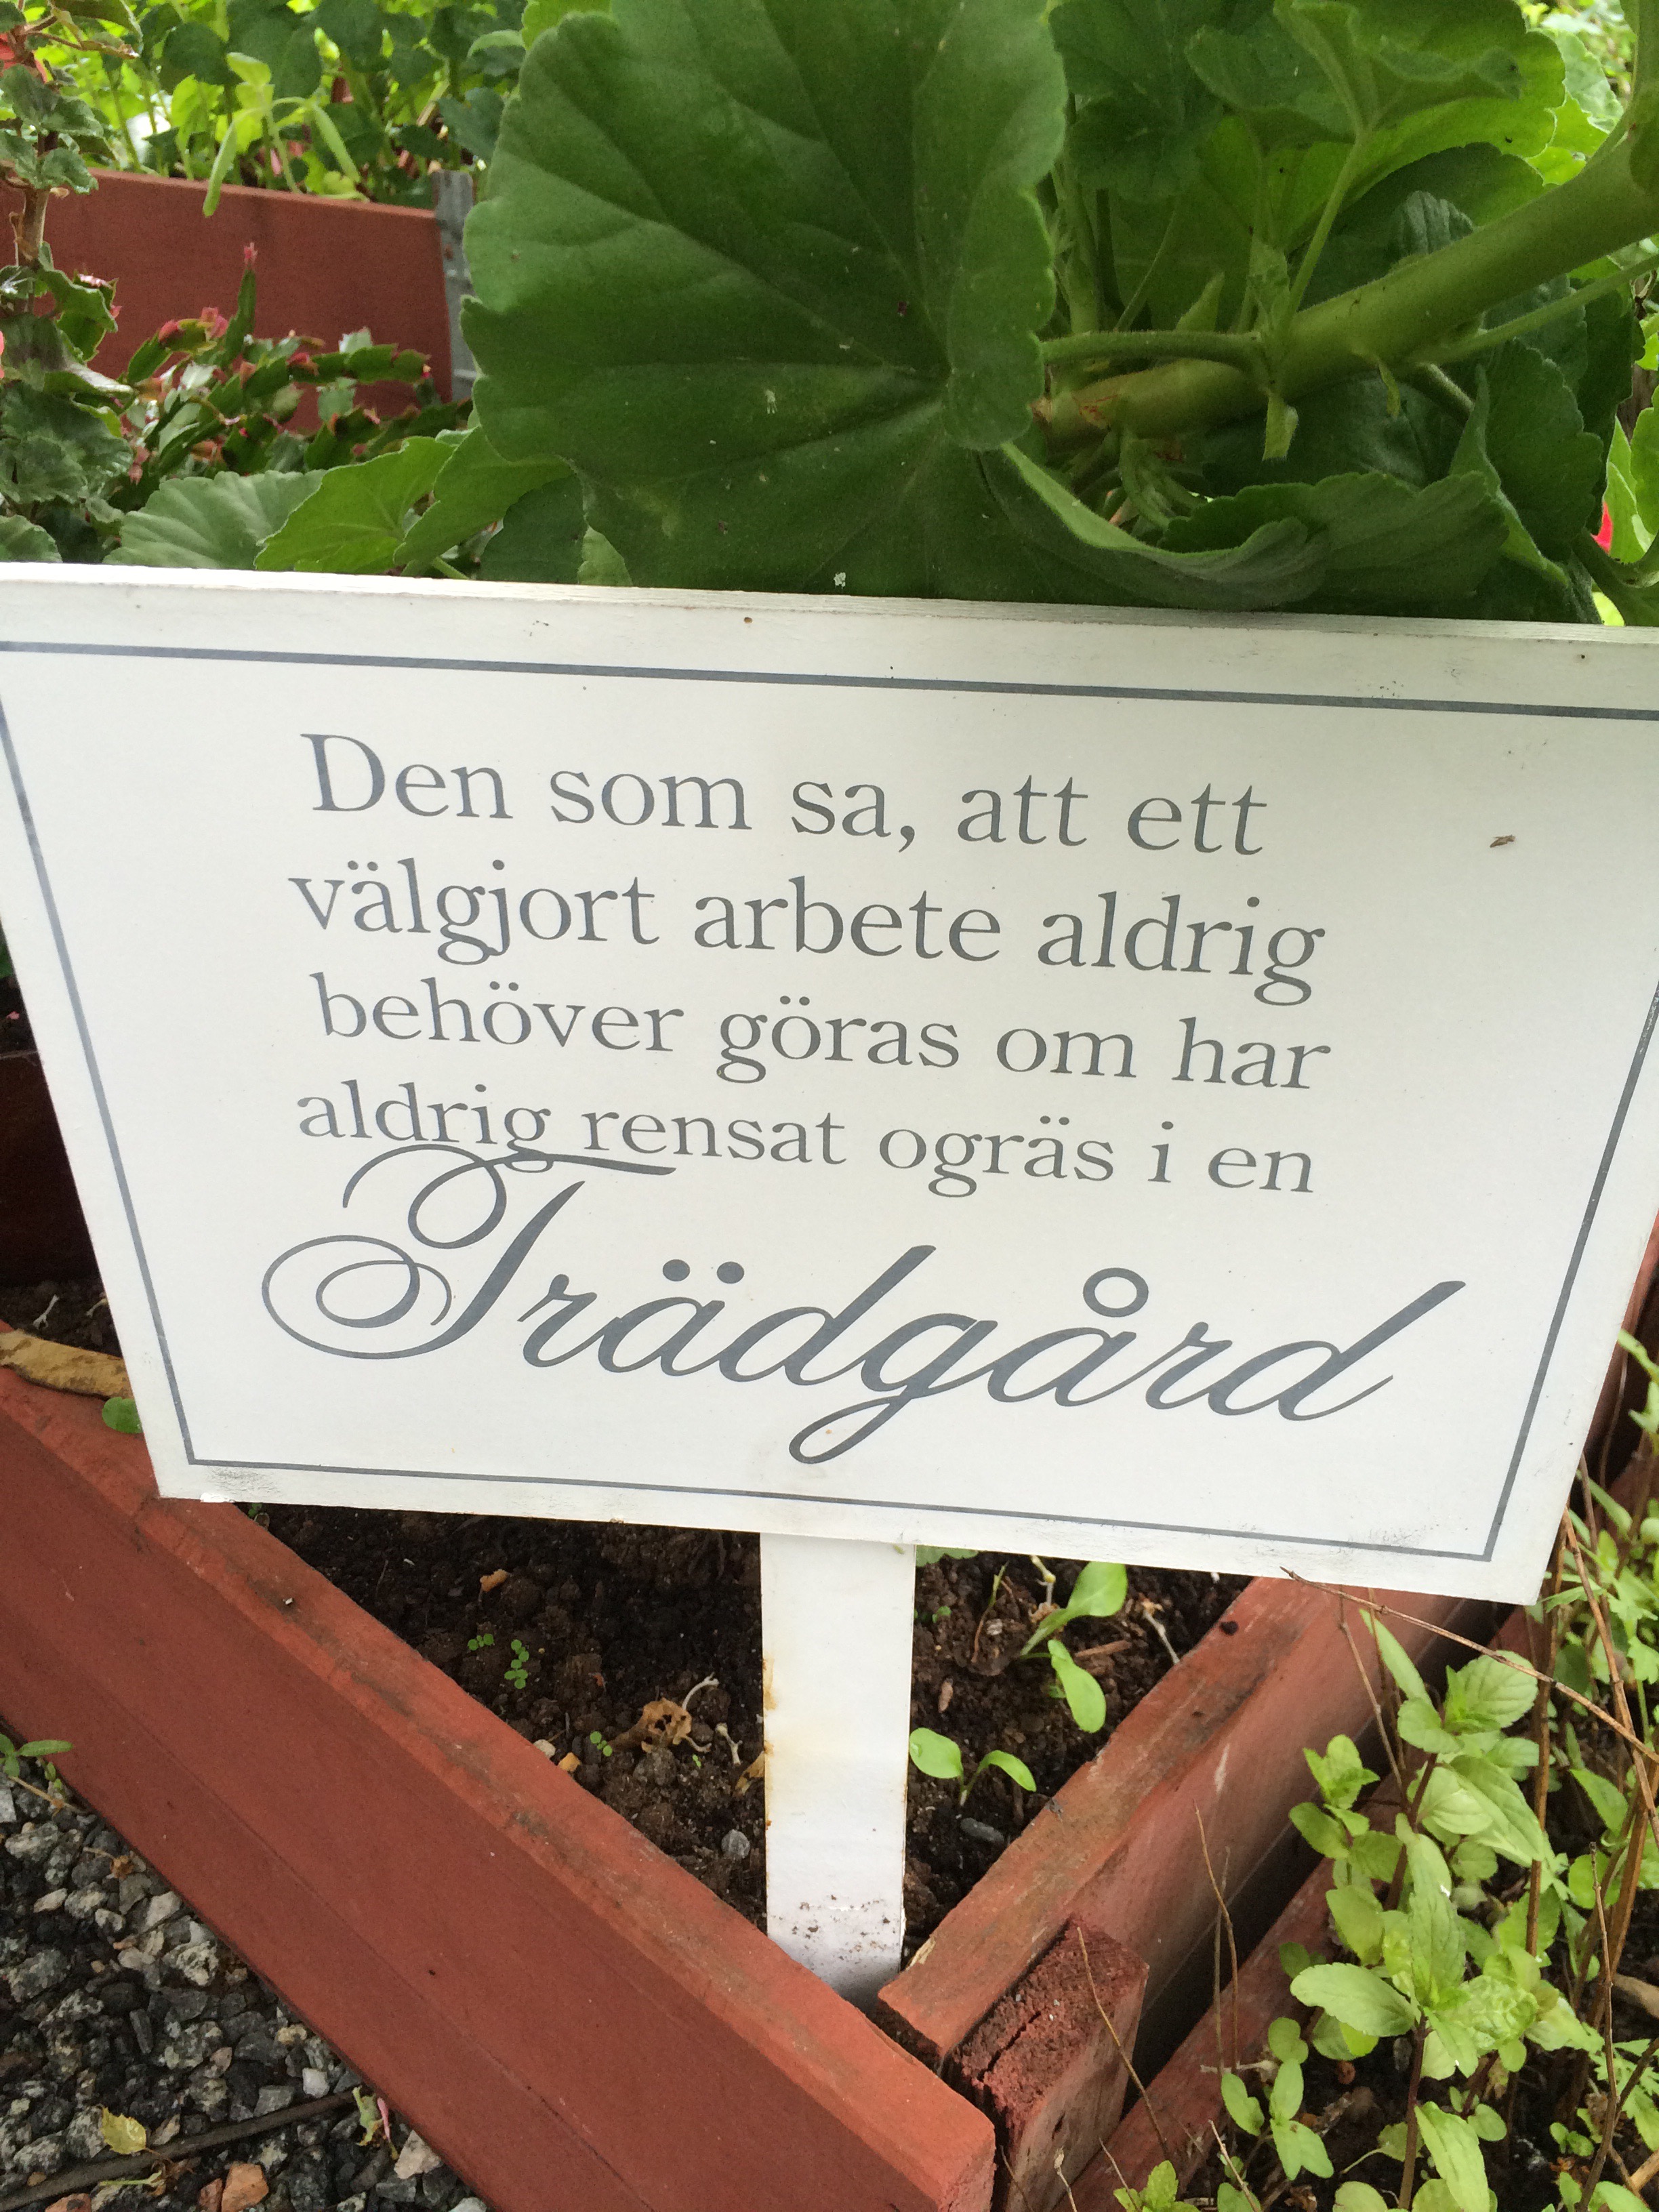 Den som sa, att ett
välgjort arbete aldrig
behöver göras om har
aldrig rensat ogräs i en
Trädgård